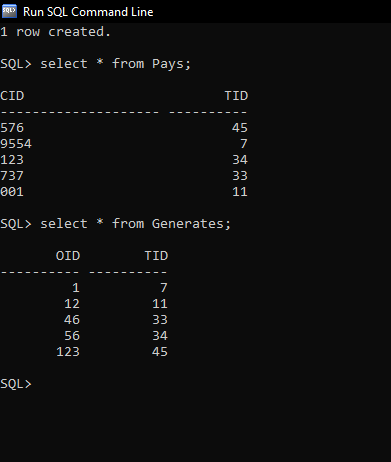 Run SQL Command Line
1 row created.
SQL> select * from Pays;
CID                         TID
-------------------- ----------
576                          45
9554                          7
123                          34
737                          33
001                          11
SQL> select * from Generates;
       OID        TID
---------- ----------
         1          7
        12         11
        46         33
        56         34
       123         45
SQL>